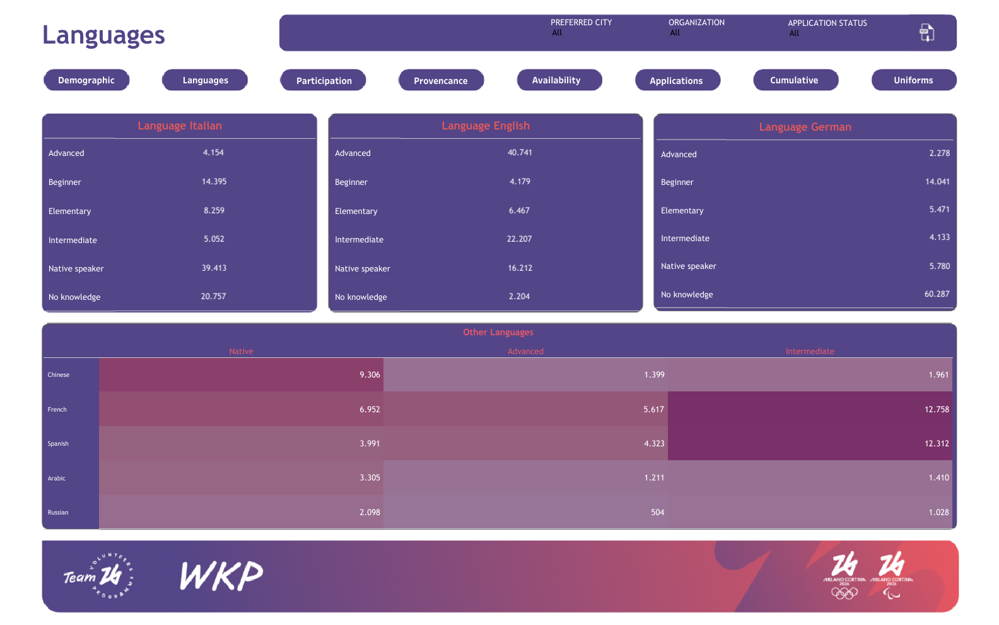 Languages
PREFERRED CITY
All
ORGANIZATION
All
APPLICATION STATUS
All
PDF
Demographic
Languages
Participation
Provencance
Availability
Applications
Cumulative
Uniforms
Language Italian
Advanced 4.154
Beginner 14.395
Elementary 8.259
Intermediate 5.052
Native speaker 39.413
No knowledge 20.757
Language English
Advanced 40.741
Beginner 4.179
Elementary 6.467
Intermediate 22.207
Native speaker 16.212
No knowledge 2.204
Language German
Advanced 2.278
Beginner 14.041
Elementary 5.471
Intermediate 4.133
Native speaker 5.780
No knowledge 60.287
Other Languages
Native Advanced Intermediate
Chinese 9.306 1.399 1.961
French 6.952 5.617 12.758
Spanish 3.991 4.323 12.312
Arabic 3.305 1.211 1.410
Russian 2.098 504 1.028
Team 26
VOLUNTEERS
PROGRAMME
WKP
26
MILANO CORTINA
2026
26
MILANO CORTINA
2026